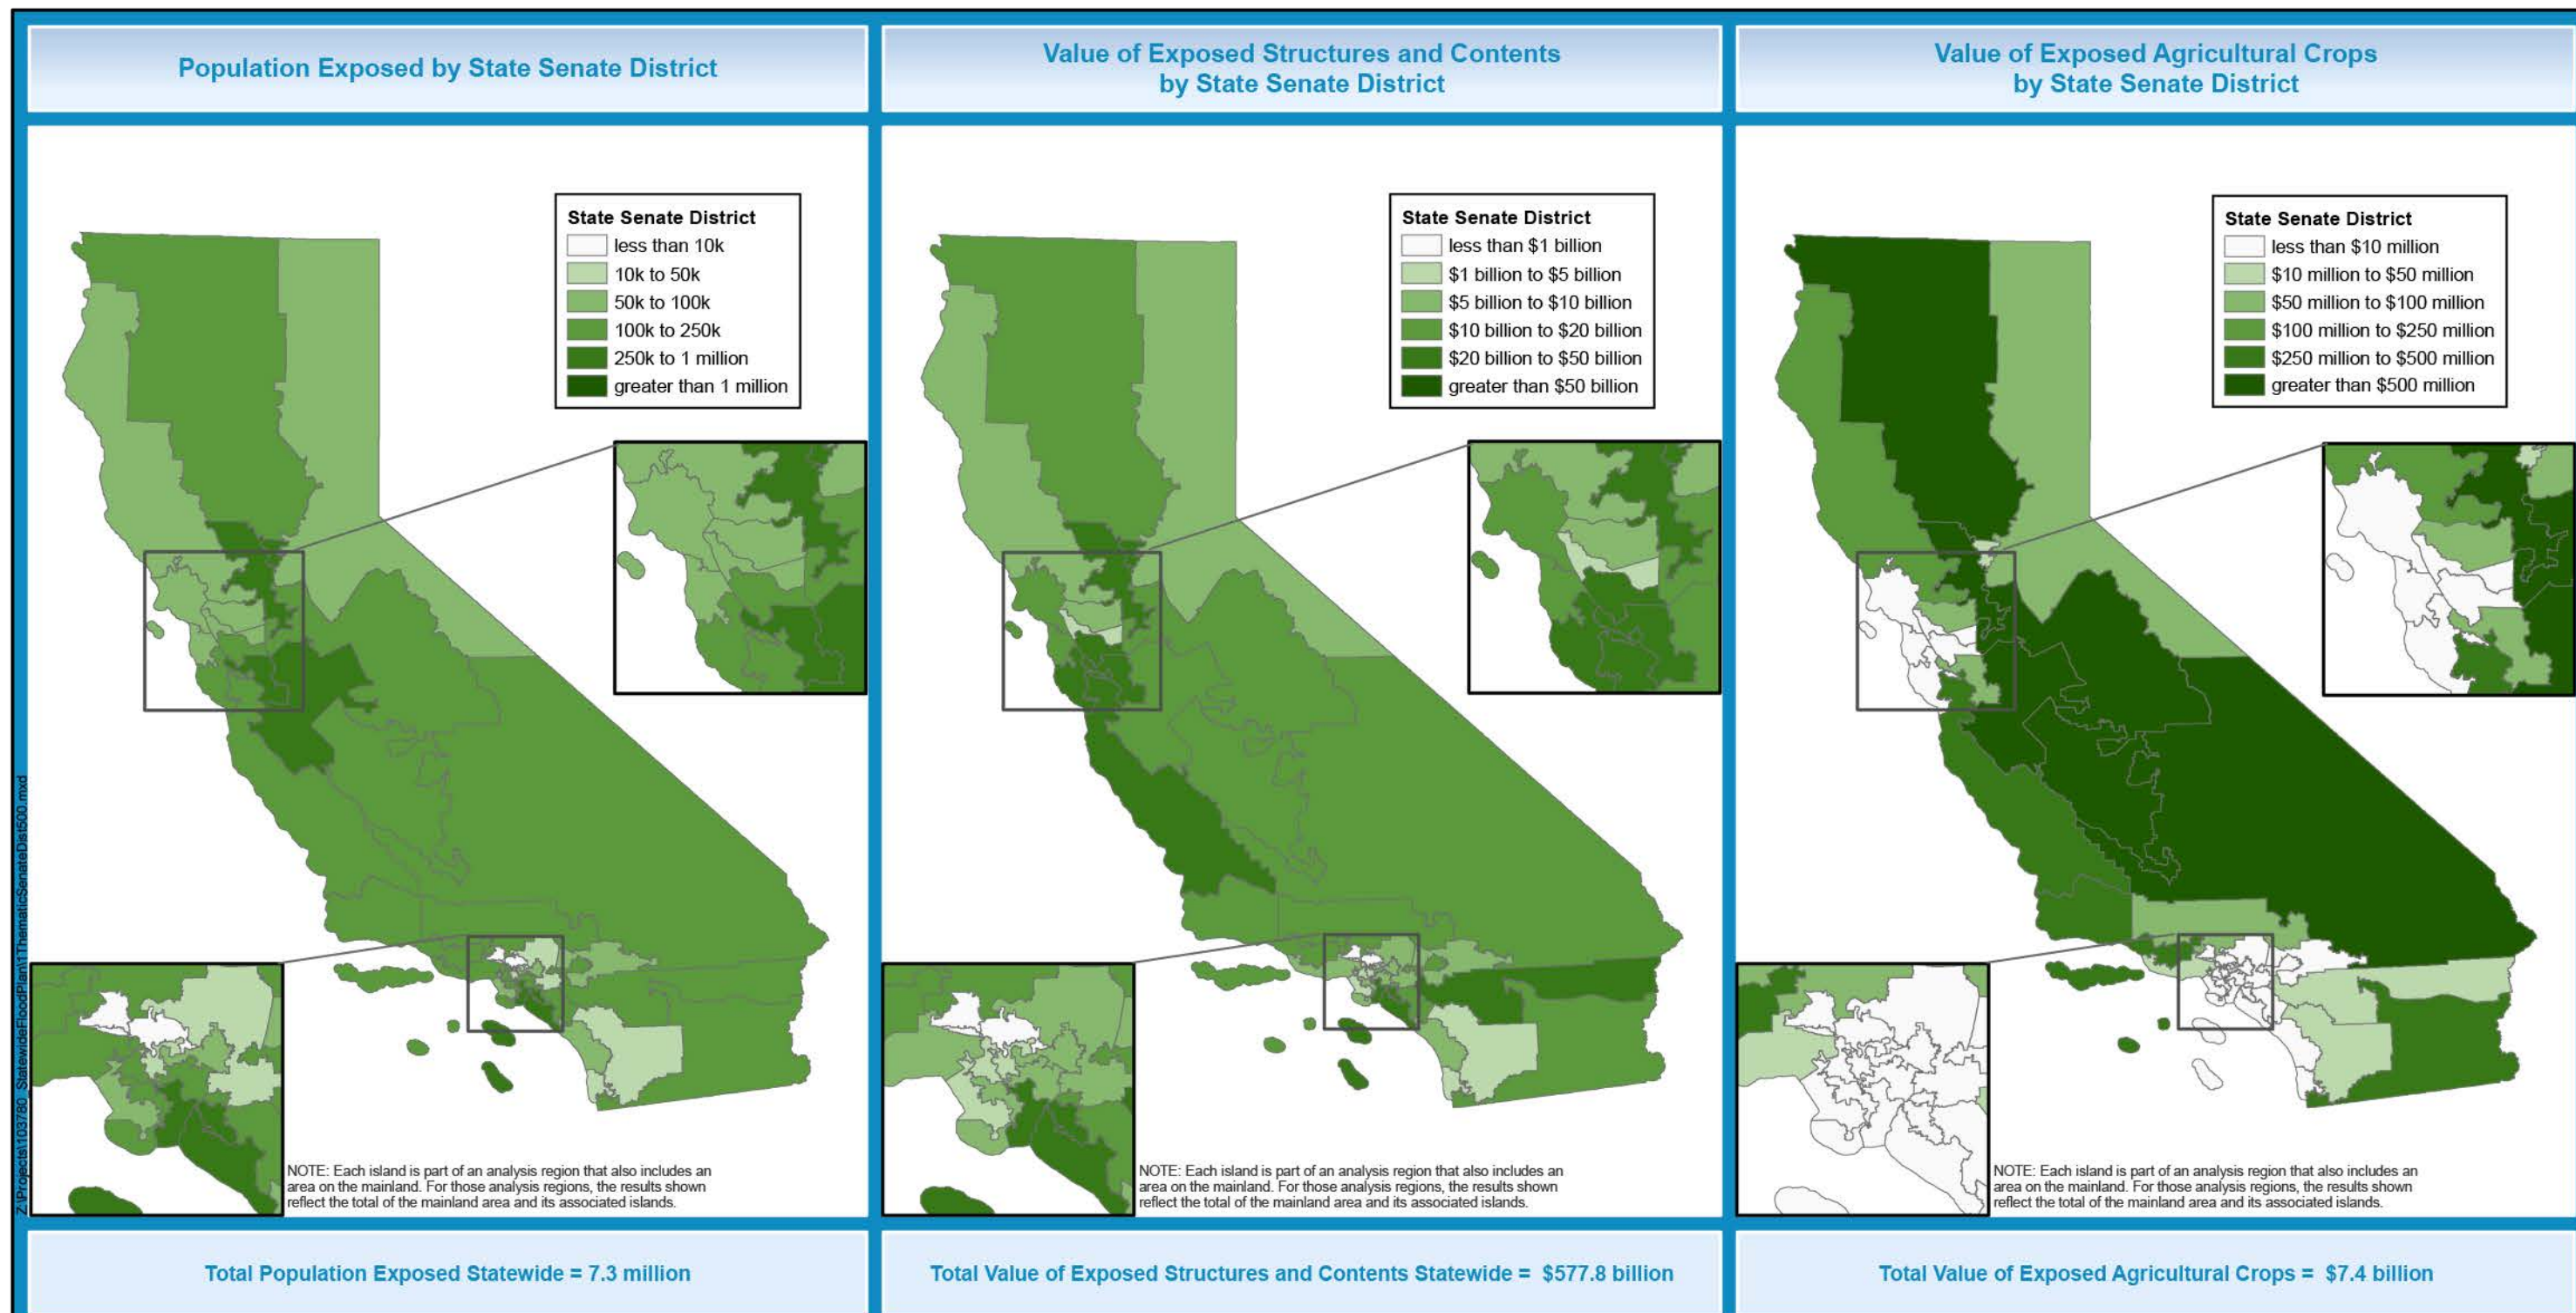 Population Exposed by State Senate District
State Senate District
less than 10k
10k to 50k
50k to 100k
100k to 250k
250k to 1 million
greater than 1 million
NOTE: Each island is part of an analysis region that also includes an
area on the mainland. For those analysis regions, the results shown
reflect the total of the mainland area and its associated islands.
Total Population Exposed Statewide = 7.3 million
Value of Exposed Structures and Contents
by State Senate District
State Senate District
less than $1 billion
$1 billion to $5 billion
$5 billion to $10 billion
$10 billion to $20 billion
$20 billion to $50 billion
greater than $50 billion
NOTE: Each island is part of an analysis region that also includes an
area on the mainland. For those analysis regions, the results shown
reflect the total of the mainland area and its associated islands.
Total Value of Exposed Structures and Contents Statewide = $577.8 billion
Value of Exposed Agricultural Crops
by State Senate District
State Senate District
less than $10 million
$10 million to $50 million
$50 million to $100 million
$100 million to $250 million
$250 million to $500 million
greater than $500 million
NOTE: Each island is part of an analysis region that also includes an
area on the mainland. For those analysis regions, the results shown
reflect the total of the mainland area and its associated islands.
Total Value of Exposed Agricultural Crops = $7.4 billion
Z:\Projects\103780_StatewideFloodPlan\1ThematicSenateDist500.mxd